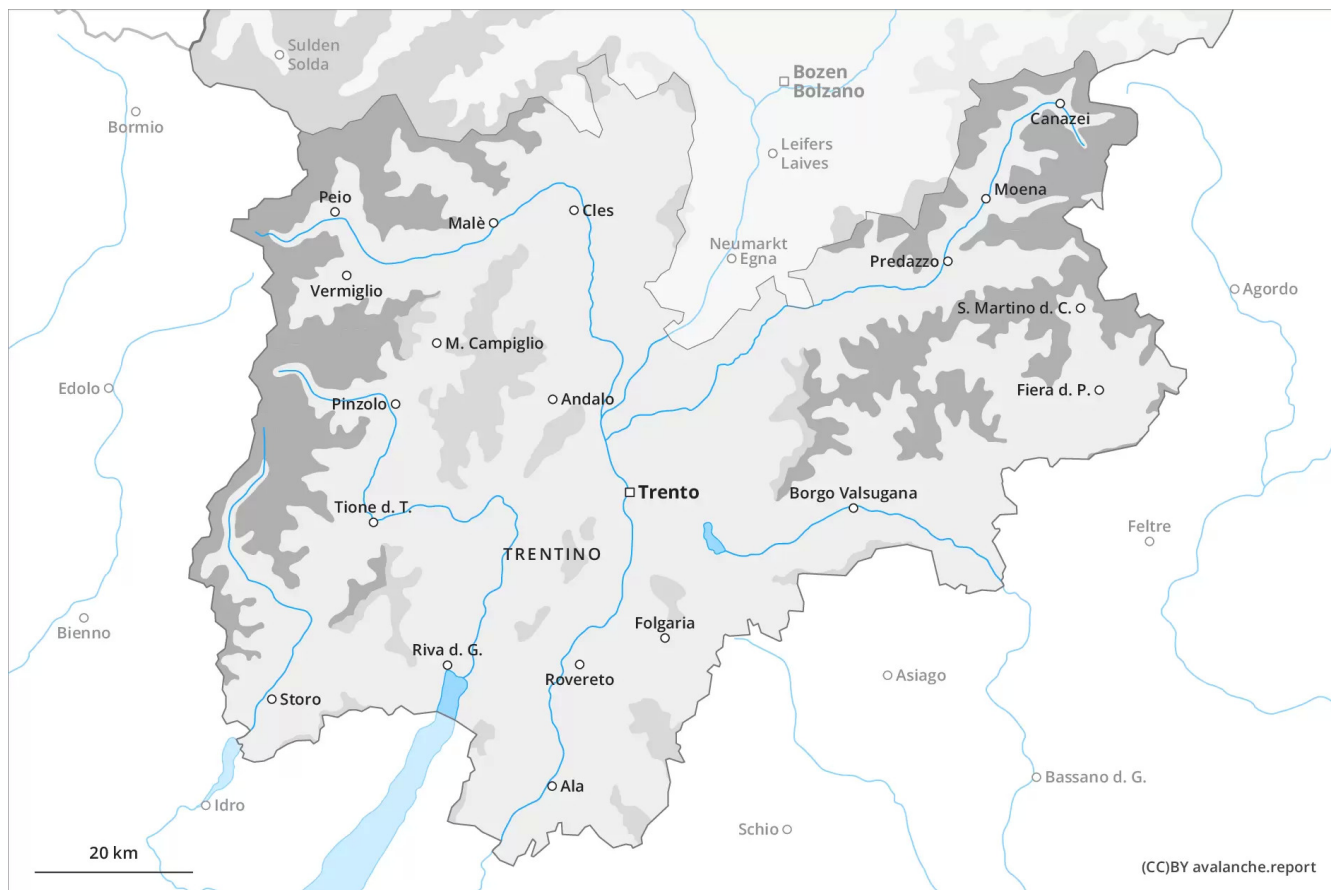 Sulden
Solda
Bozen
Bolzano
Bormio
Canazei
Leifers
Laives
Peio
Moena
Malè
Cles
Neumarkt
Egna
Predazzo
Vermiglio
Agordo
S. Martino d. C.
M. Campiglio
Edolo
Fiera d. P.
Pinzolo
Andalo
Trento
Borgo Valsugana
Tione d. T.
Feltre
TRENTINO
Bienno
Folgaria
Riva d. G.
Asiago
Rovereto
Storo
Bassano d. G.
Ala
Idro
Schio
20 km
(CC)BY avalanche.report